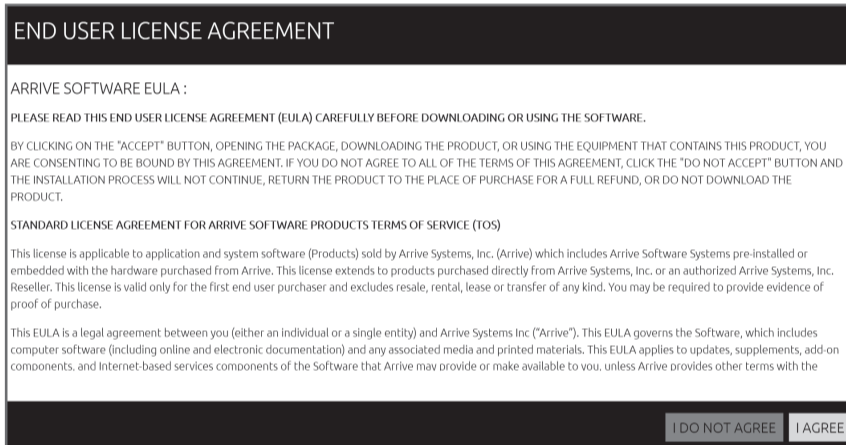 END USER LICENSE AGREEMENT
ARRIVE SOFTWARE EULA :
PLEASE READ THIS END USER LICENSE AGREEMENT (EULA) CAREFULLY BEFORE DOWNLOADING OR USING THE SOFTWARE.
BY CLICKING ON THE "ACCEPT" BUTTON, OPENING THE PACKAGE, DOWNLOADING THE PRODUCT, OR USING THE EQUIPMENT THAT CONTAINS THIS PRODUCT, YOU
ARE CONSENTING TO BE BOUND BY THIS AGREEMENT. IF YOU DO NOT AGREE TO ALL OF THE TERMS OF THIS AGREEMENT, CLICK THE "DO NOT ACCEPT" BUTTON AND
THE INSTALLATION PROCESS WILL NOT CONTINUE, RETURN THE PRODUCT TO THE PLACE OF PURCHASE FOR A FULL REFUND, OR DO NOT DOWNLOAD THE
PRODUCT.
STANDARD LICENSE AGREEMENT FOR ARRIVE SOFTWARE PRODUCTS TERMS OF SERVICE (TOS)
This license is applicable to application and system software (Products) sold by Arrive Systems, Inc. (Arrive) which includes Arrive Software Systems pre-installed or
embedded with the hardware purchased from Arrive. This license extends to products purchased directly from Arrive Systems, Inc. or an authorized Arrive Systems, Inc.
Reseller. This license is valid only for the first end user purchaser and excludes resale, rental, lease or transfer of any kind. You may be required to provide evidence of
proof of purchase.
This EULA is a legal agreement between you (either an individual or a single entity) and Arrive Systems Inc ("Arrive"). This EULA governs the Software, which includes
computer software (including online and electronic documentation) and any associated media and printed materials. This EULA applies to updates, supplements, add-on
components, and Internet-based services components of the Software that Arrive may provide or make available to you, unless Arrive provides other terms with the
I DO NOT AGREE
I AGREE